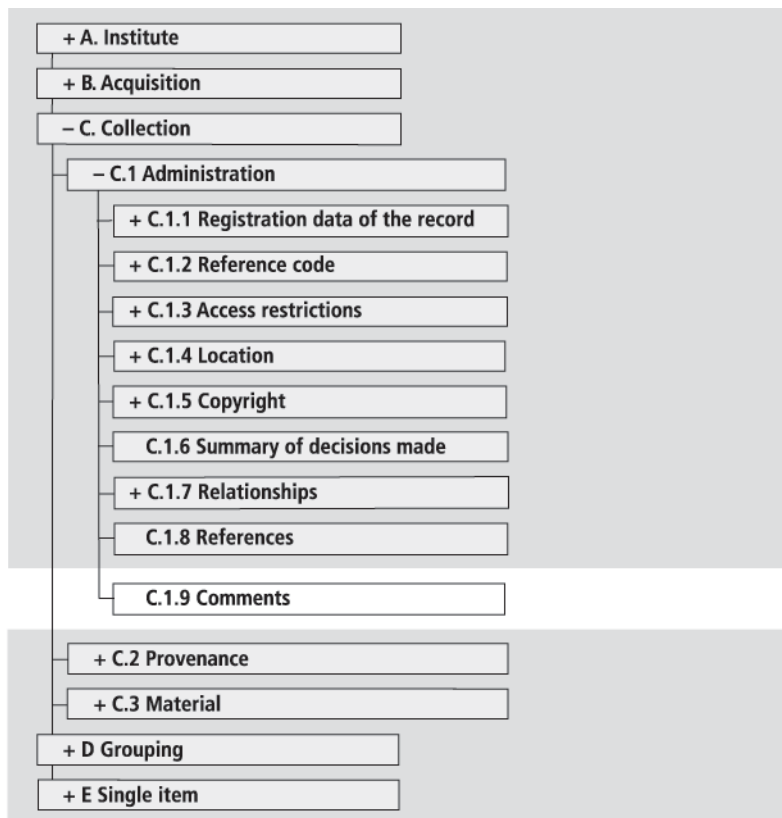 + A. Institute
+ B. Acquisition
– C. Collection
– C.1 Administration
+ C.1.1 Registration data of the record
+ C.1.2 Reference code
+ C.1.3 Access restrictions
+ C.1.4 Location
+ C.1.5 Copyright
C.1.6 Summary of decisions made
+ C.1.7 Relationships
C.1.8 References
C.1.9 Comments
+ C.2 Provenance
+ C.3 Material
+ D Grouping
+ E Single item